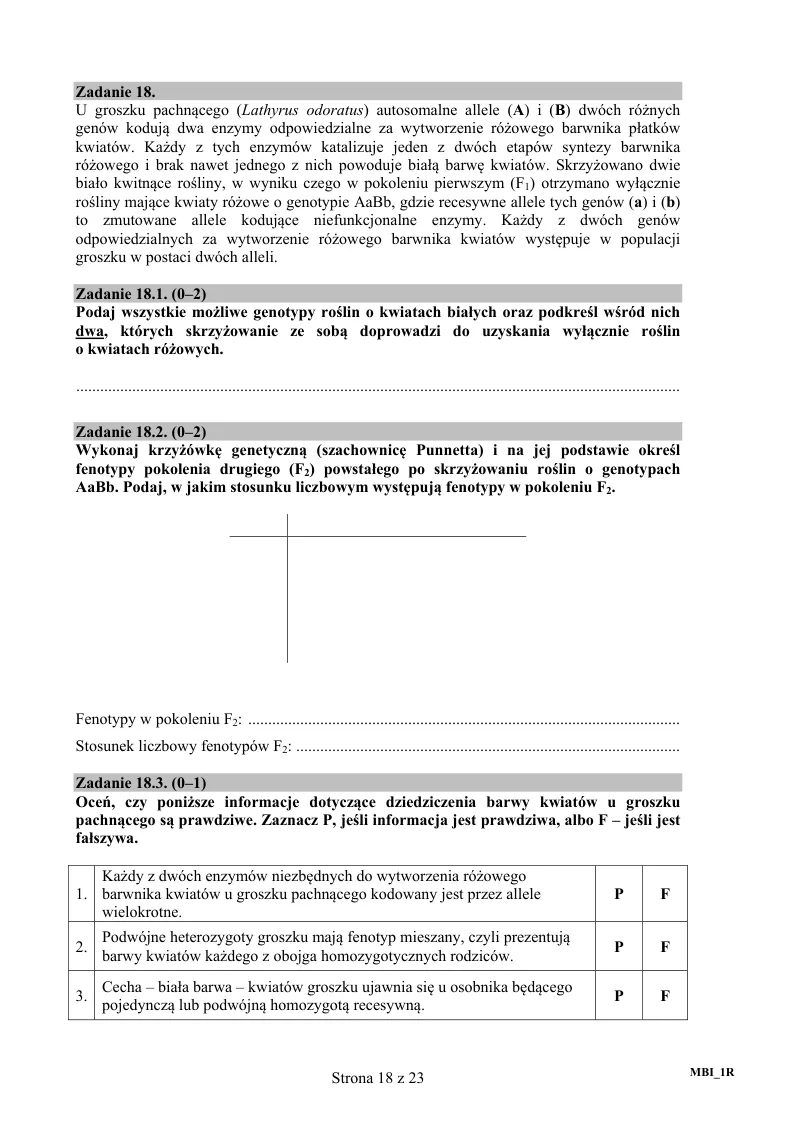 Zadanie 18.
U groszku pachnącego (Lathyrus odoratus) autosomalne allele (A) i (B) dwóch różnych
genów kodują dwa enzymy odpowiedzialne za wytworzenie różowego barwnika płatków
kwiatów. Każdy z tych enzymów katalizuje jeden z dwóch etapów syntezy barwnika
różowego i brak nawet jednego z nich powoduje białą barwę kwiatów. Skrzyżowano dwie
biało kwitnące rośliny, w wyniku czego w pokoleniu pierwszym (F₁) otrzymano wyłącznie
rośliny mające kwiaty różowe o genotypie AaBb, gdzie recesywne allele tych genów (a) i (b)
to zmutowane allele kodujące niefunkcjonalne enzymy. Każdy z dwóch genów
odpowiedzialnych za wytworzenie różowego barwnika kwiatów występuje w populacji
groszku w postaci dwóch alleli.
Zadanie 18.1. (0–2)
Podaj wszystkie możliwe genotypy roślin o kwiatach białych oraz podkreśl wśród nich
dwa, których skrzyżowanie ze sobą doprowadzi do uzyskania wyłącznie roślin
o kwiatach różowych.
Zadanie 18.2. (0–2)
Wykonaj krzyżówkę genetyczną (szachownicę Punnetta) i na jej podstawie określ
fenotypy pokolenia drugiego (F₂) powstałego po skrzyżowaniu roślin o genotypach
AaBb. Podaj, w jakim stosunku liczbowym występują fenotypy w pokoleniu F₂.
Fenotypy w pokoleniu F₂:
Stosunek liczbowy fenotypów F₂:
Zadanie 18.3. (0–1)
Oceń, czy poniższe informacje dotyczące dziedziczenia barwy kwiatów u groszku
pachnącego są prawdziwe. Zaznacz P, jeśli informacja jest prawdziwa, albo F – jeśli jest
fałszywa.
Każdy z dwóch enzymów niezbędnych do wytworzenia różowego
1. barwnika kwiatów u groszku pachnącego kodowany jest przez allele P F
wielokrotne.
2. Podwójne heterozygoty groszku mają fenotyp mieszany, czyli prezentują P F
barwy kwiatów każdego z obojga homozygotycznych rodziców.
3. Cecha – biała barwa – kwiatów groszku ujawnia się u osobnika będącego P F
pojedynczą lub podwójną homozygotą recesywną.
Strona 18 z 23
MBI_1R